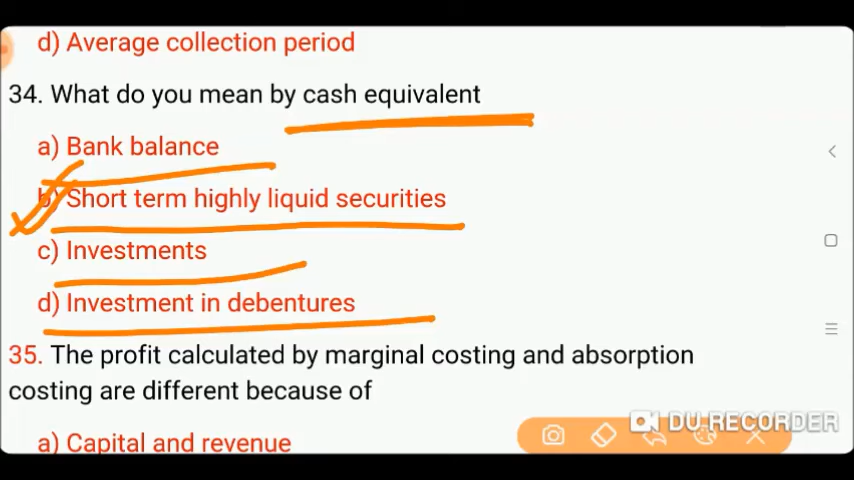 d) Average collection period
34. What do you mean by cash equivalent
a) Bank balance
b) Short term highly liquid securities
c) Investments
d) Investment in debentures
35. The profit calculated by marginal costing and absorption
costing are different because of
a) Capital and revenue
DU RECORDER